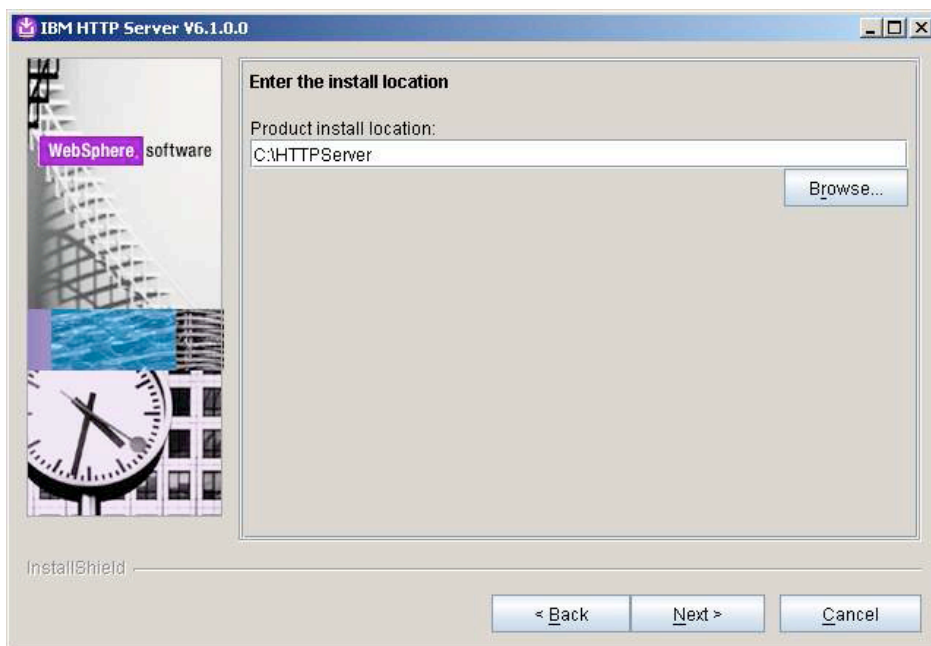 IBM HTTP Server V6.1.0.0
Enter the install location
Product install location:
WebSphere. software
C:\HTTPServer
Browse...
InstallShield
< Back
Next >
Cancel